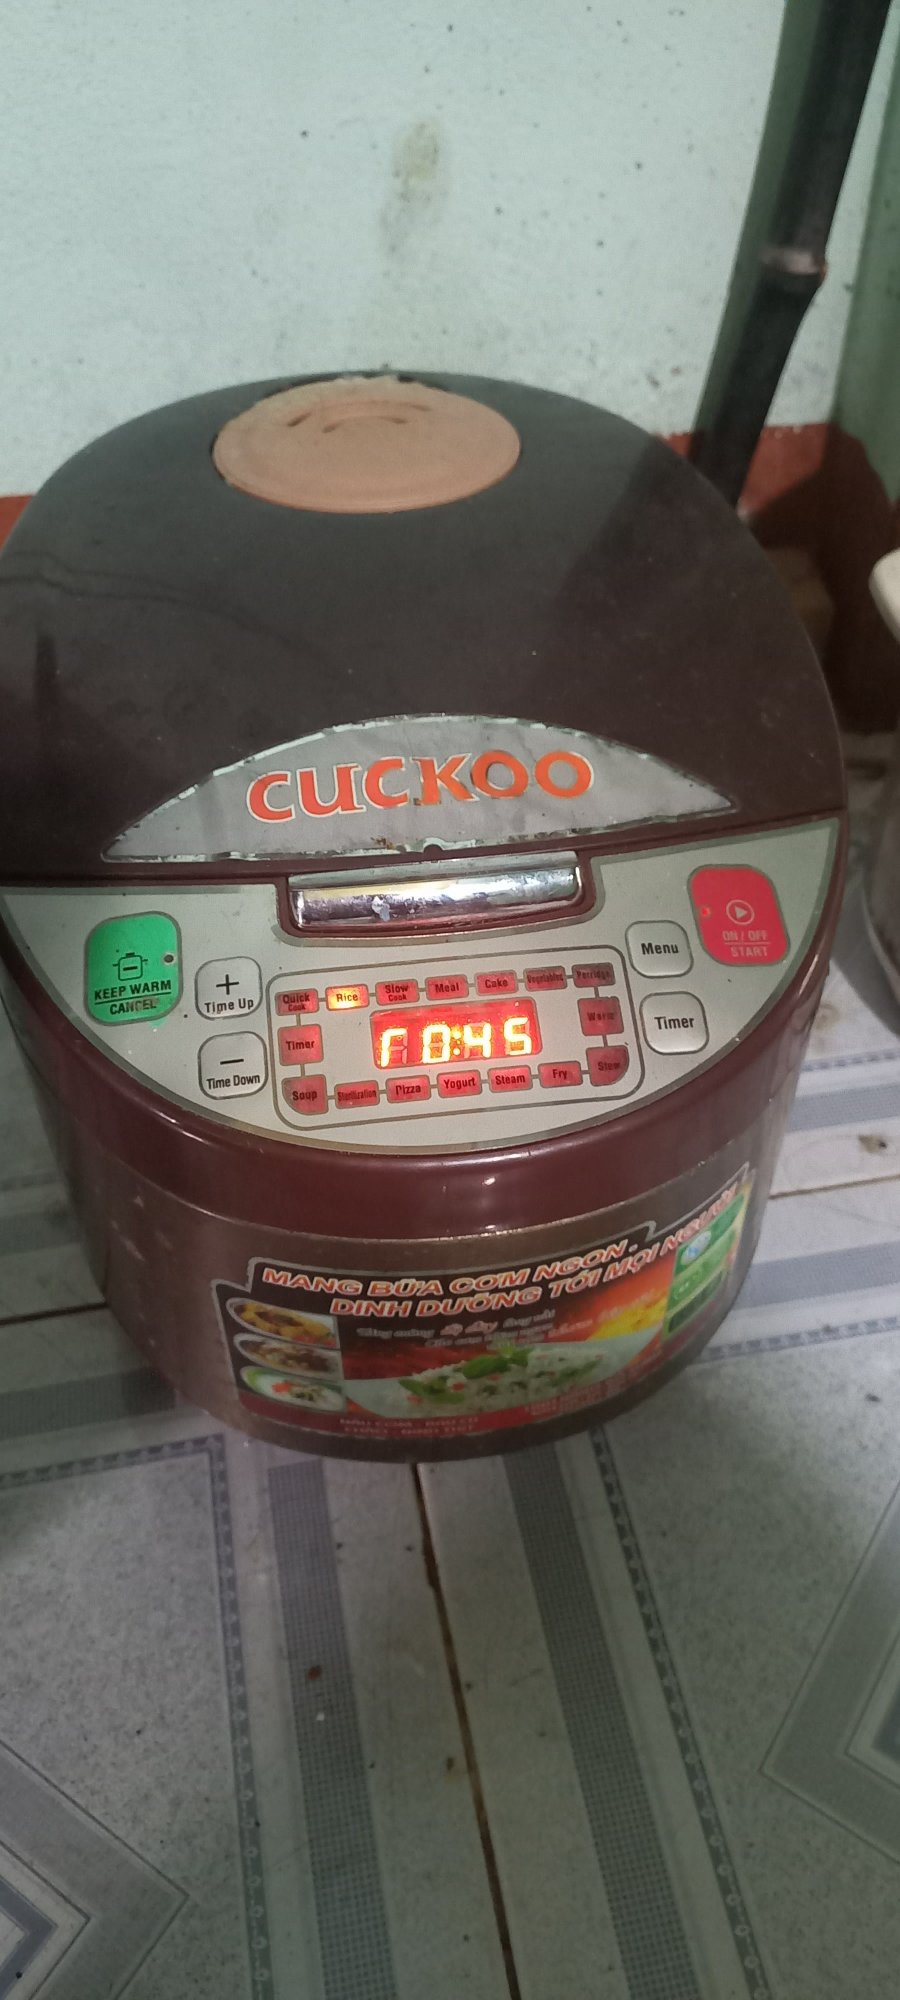 CUCKOO
KEEP WARM
CANCEL
+
Time Up
−
Time Down
Menu
Timer
ON / OFF
START
Quick
Cook
Rice
Slow
Cook
Meal
Cake
Vegetables
Porridge
Timer
r0:45
Warm
Soup
Sterilization
Pizza
Yogurt
Steam
Fry
Stew
MANG BỮA CƠM NGON,
DINH DƯỠNG TỚI MỌI NGƯỜI